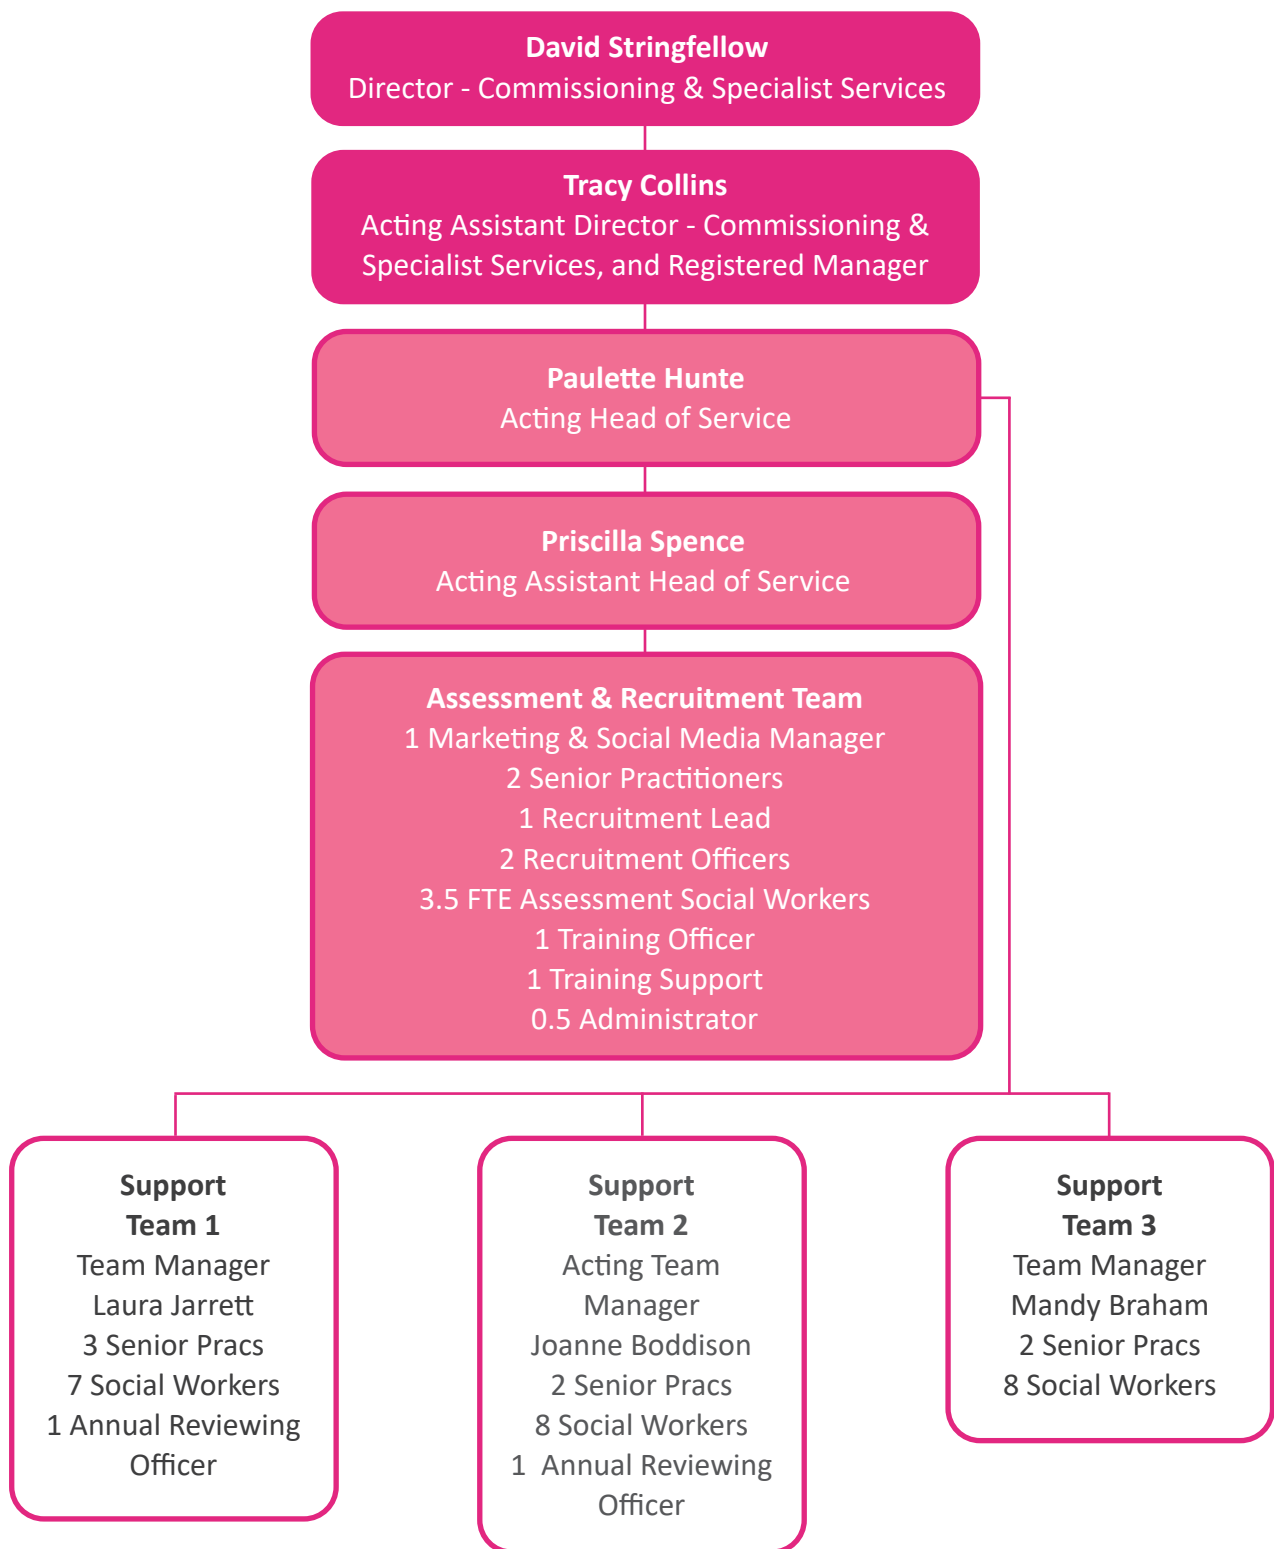 David Stringfellow
Director - Commissioning & Specialist Services
Tracy Collins
Acting Assistant Director - Commissioning &
Specialist Services, and Registered Manager
Paulette Hunte
Acting Head of Service
Priscilla Spence
Acting Assistant Head of Service
Assessment & Recruitment Team
1 Marketing & Social Media Manager
2 Senior Practitioners
1 Recruitment Lead
2 Recruitment Officers
3.5 FTE Assessment Social Workers
1 Training Officer
1 Training Support
0.5 Administrator
Support
Team 1
Team Manager
Laura Jarrett
3 Senior Pracs
7 Social Workers
1 Annual Reviewing
Officer
Support
Team 2
Acting Team
Manager
Joanne Boddison
2 Senior Pracs
8 Social Workers
1 Annual Reviewing
Officer
Support
Team 3
Team Manager
Mandy Braham
2 Senior Pracs
8 Social Workers